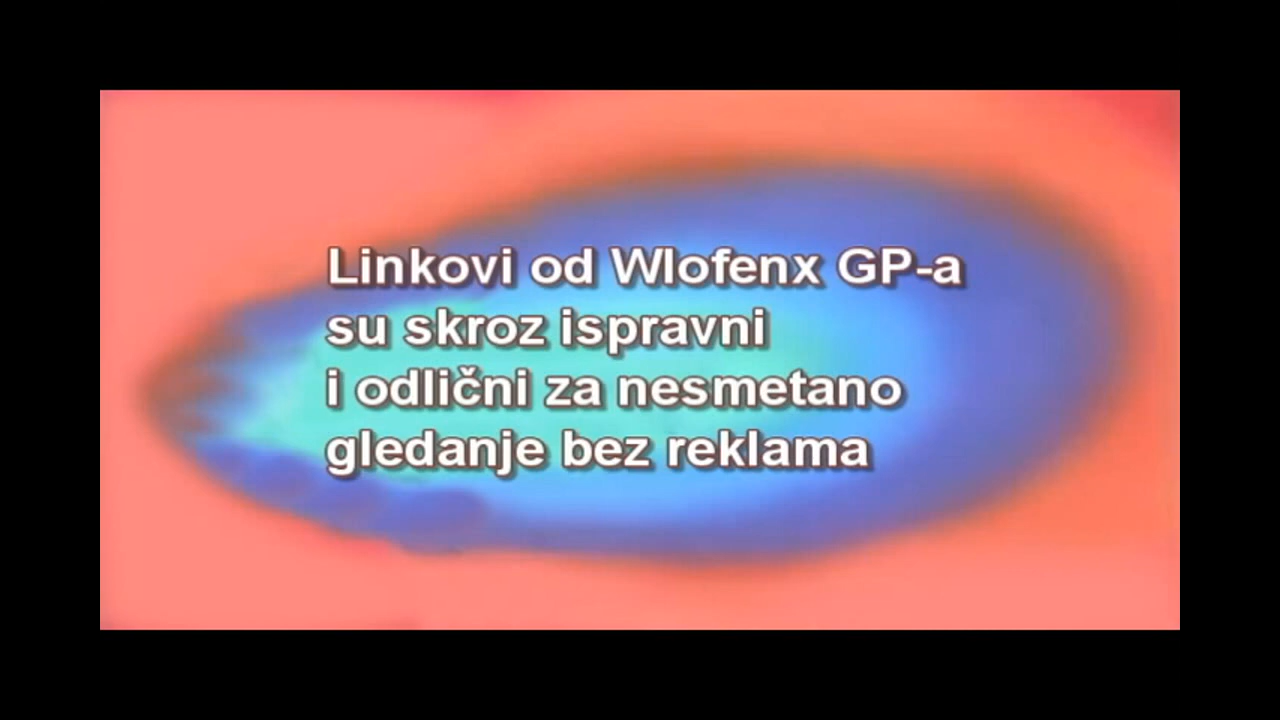 Linkovi od Wlofenx GP-a
su skroz ispravni
i odlični za nesmetano
gledanje bez reklama